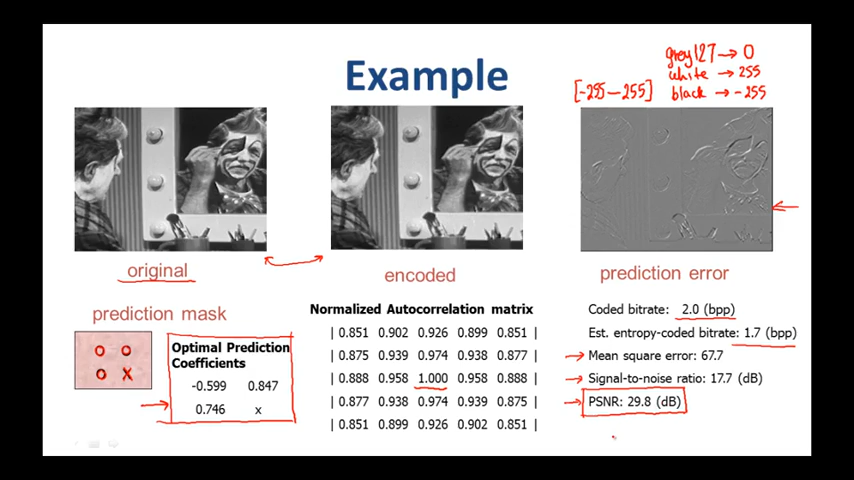 Example
grey 127 → 0
white → 255
black → -255
[-255 — 255]
original
encoded
prediction error
prediction mask
Optimal Prediction
Coefficients
-0.599 0.847
0.746 x
Normalized Autocorrelation matrix
| 0.851 0.902 0.926 0.899 0.851 |
| 0.875 0.939 0.974 0.938 0.877 |
| 0.888 0.958 1.000 0.958 0.888 |
| 0.877 0.938 0.974 0.939 0.875 |
| 0.851 0.899 0.926 0.902 0.851 |
Coded bitrate: 2.0 (bpp)
Est. entropy-coded bitrate: 1.7 (bpp)
Mean square error: 67.7
Signal-to-noise ratio: 17.7 (dB)
PSNR: 29.8 (dB)